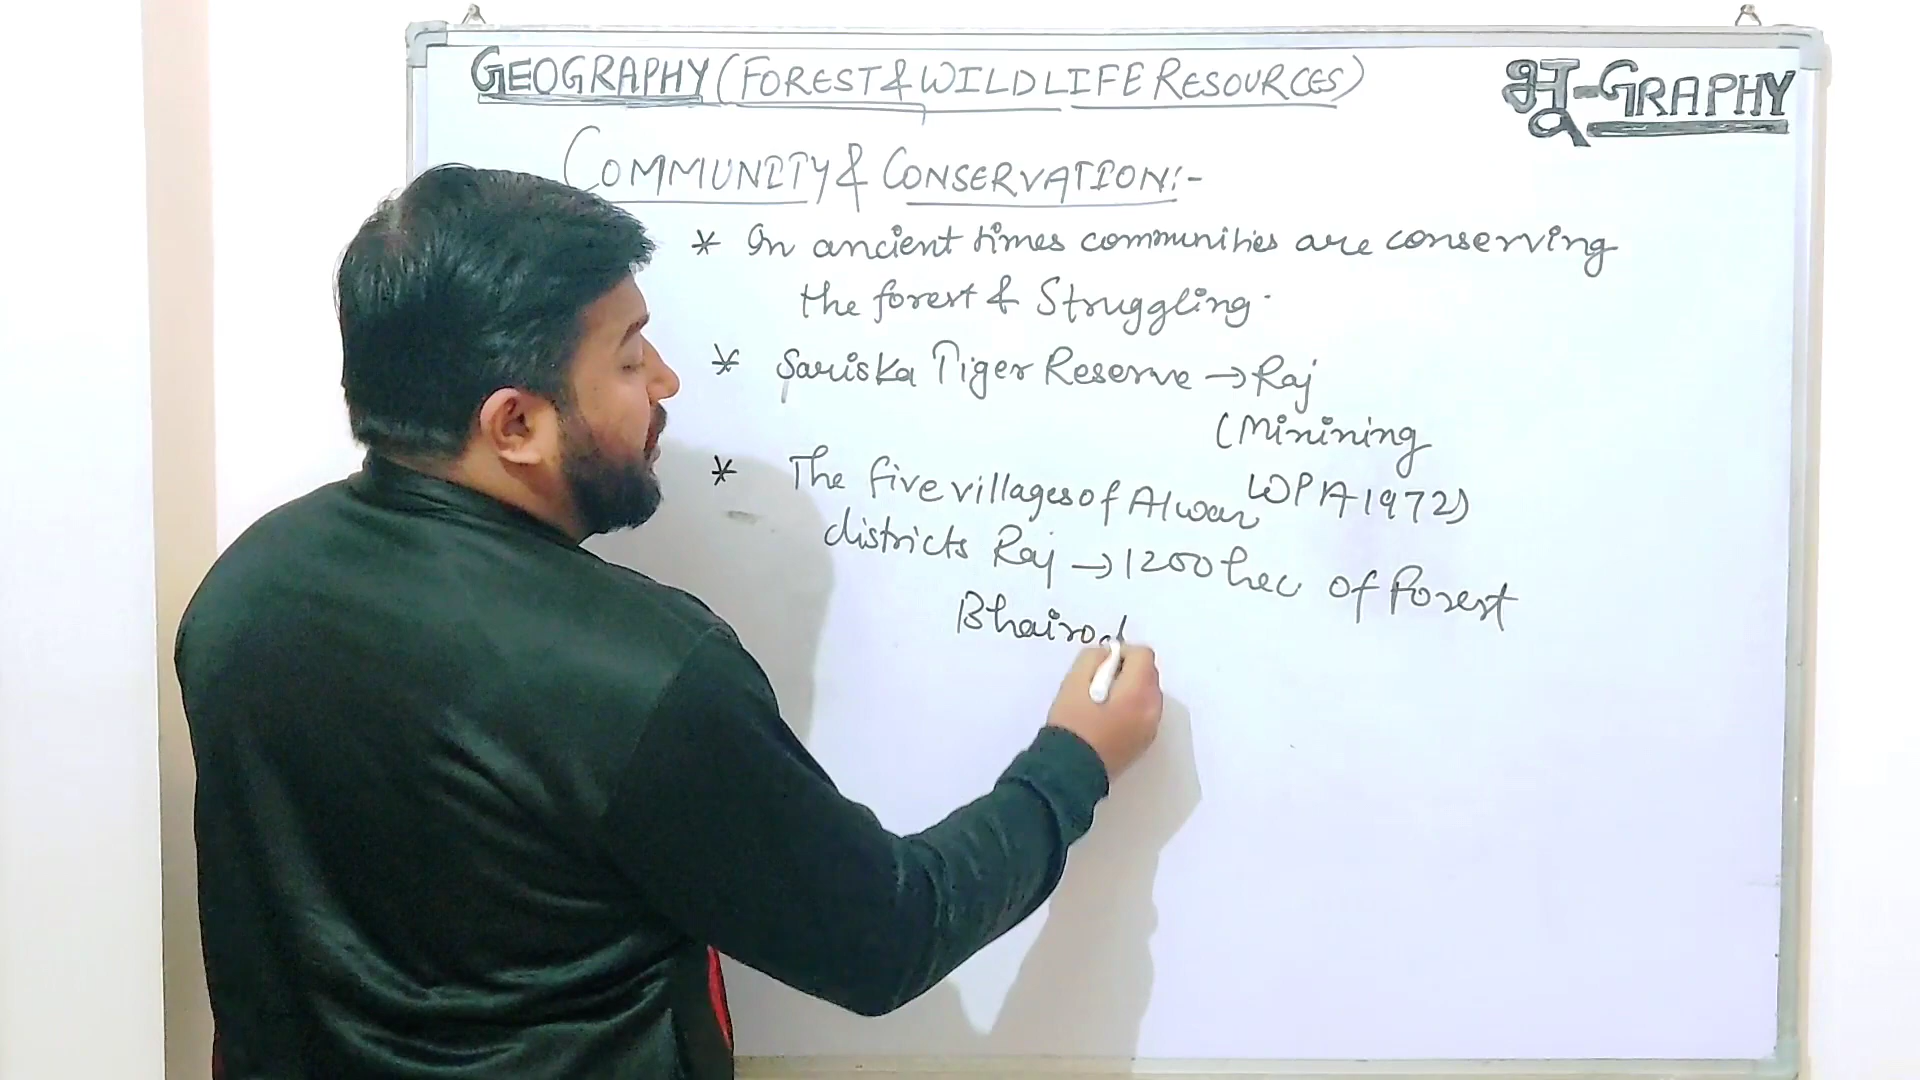 GEOGRAPHY (FOREST & WILDLIFE RESOURCES)
भू-GRAPHY
COMMUNITY & CONSERVATION:-
* In ancient times communities are conserving
the forest & Struggling.
* Sariska Tiger Reserve → Raj
(Minining
WPA 1972)
* The five villages of Alwar
districts Raj → 1200 hec of Forest
Bhairod